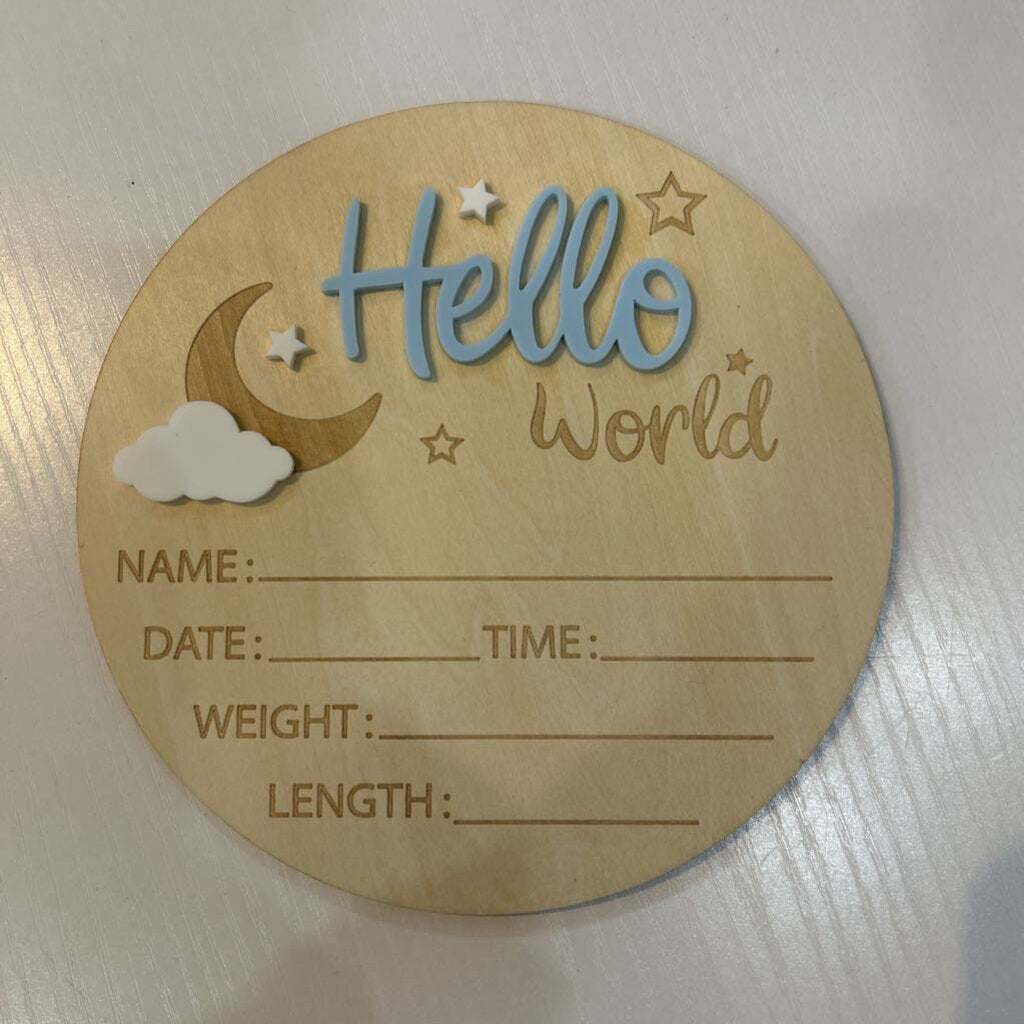 Hello
World
NAME:
DATE: TIME:
WEIGHT:
LENGTH: